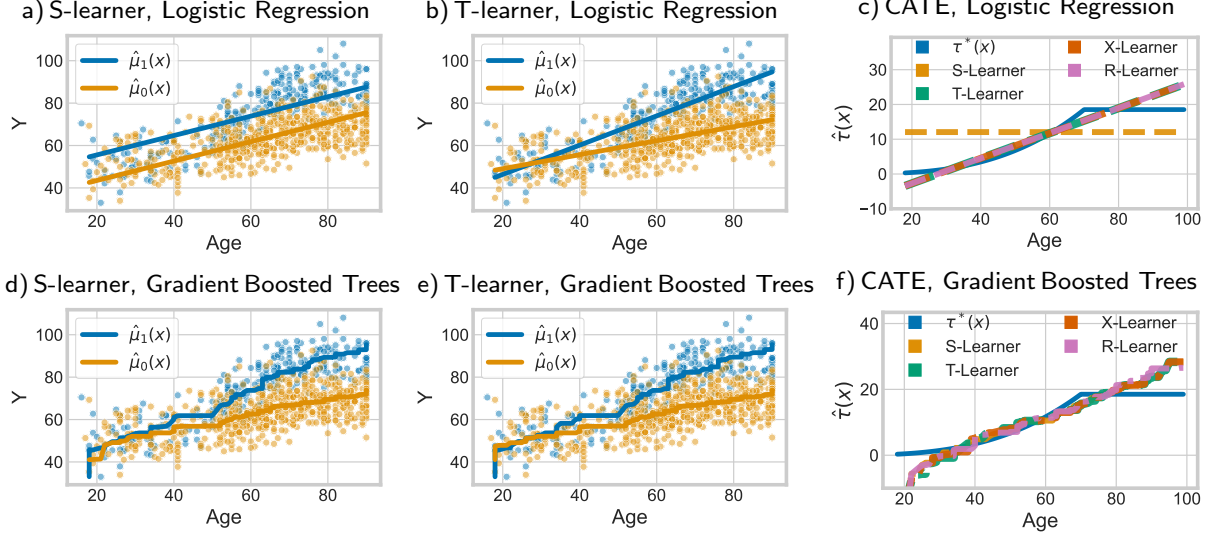 a) S-learner, Logistic Regression
100
80
60
40
Y
μ̂₁(x)
μ̂₀(x)
20 40 60 80
Age
b) T-learner, Logistic Regression
100
80
60
40
Y
μ̂₁(x)
μ̂₀(x)
20 40 60 80
Age
c) CATE, Logistic Regression
30
20
10
0
−10
τ̂(x)
τ*(x)
S-Learner
T-Learner
X-Learner
R-Learner
20 40 60 80 100
Age
d) S-learner, Gradient Boosted Trees
100
80
60
40
Y
μ̂₁(x)
μ̂₀(x)
20 40 60 80
Age
e) T-learner, Gradient Boosted Trees
100
80
60
40
Y
μ̂₁(x)
μ̂₀(x)
20 40 60 80
Age
f) CATE, Gradient Boosted Trees
40
20
0
τ̂(x)
τ*(x)
S-Learner
T-Learner
X-Learner
R-Learner
20 40 60 80 100
Age